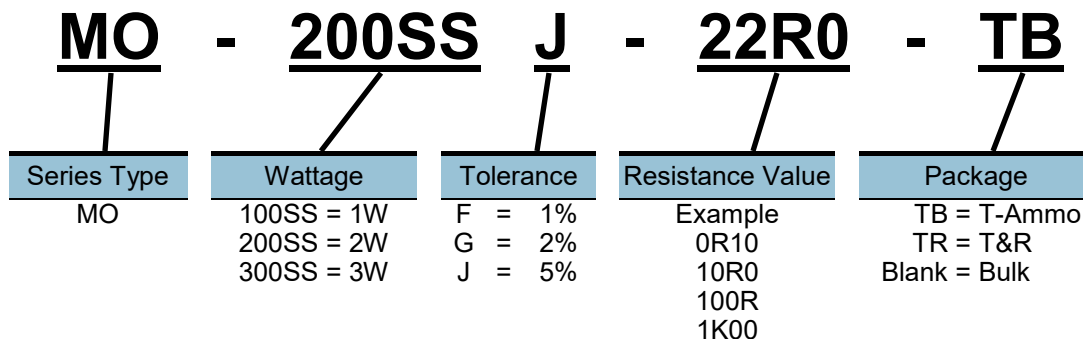 MO - 200SS J - 22R0 - TB
Series Type Wattage Tolerance Resistance Value Package
MO 100SS = 1W F = 1% Example TB = T-Ammo
200SS = 2W G = 2% 0R10 TR = T&R
300SS = 3W J = 5% 10R0 Blank = Bulk
100R
1K00